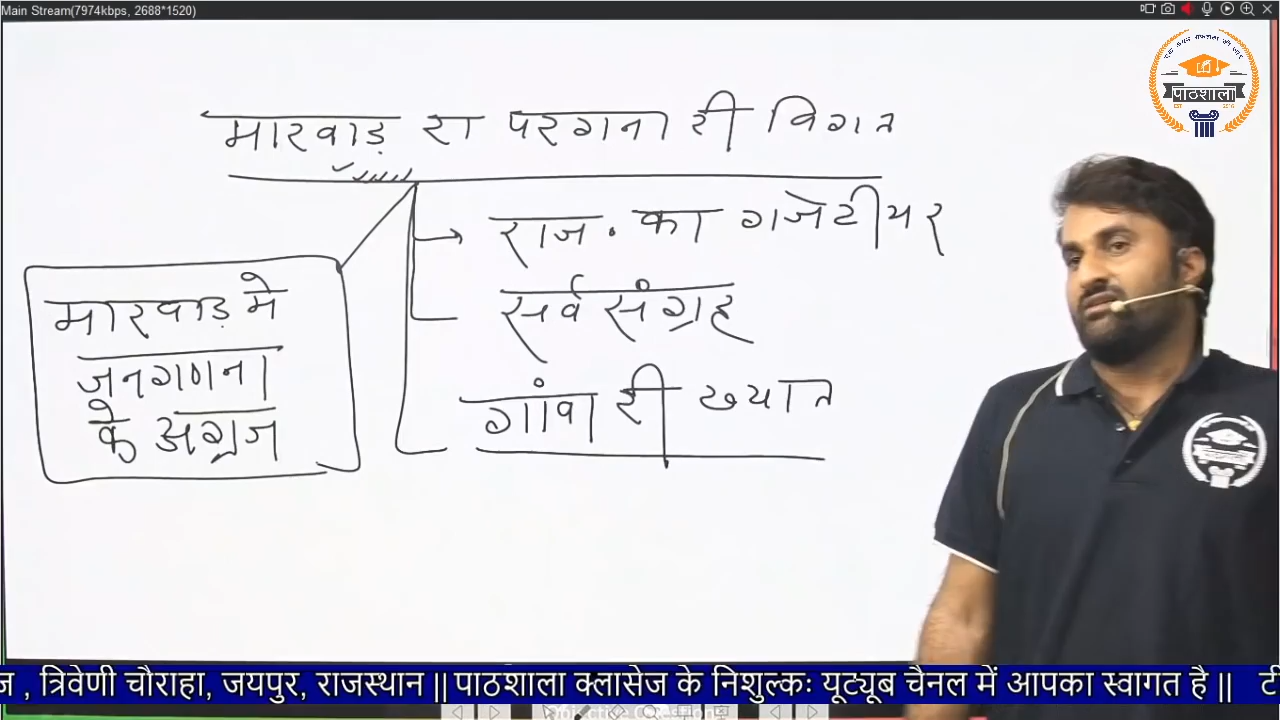 Main Stream(7974kbps, 2688*1520)
पाठशाला
मारवाड़ रा परगना री विगत
राज. का गजेटीयर
सर्व संग्रह
गांवा री ख्यात
मारवाड़ मे
जनगणना
के अग्रज
ज , त्रिवेणी चौराहा, जयपुर, राजस्थान || पाठशाला क्लासेज के निशुल्कः यूट्यूब चैनल में आपका स्वागत है || टी